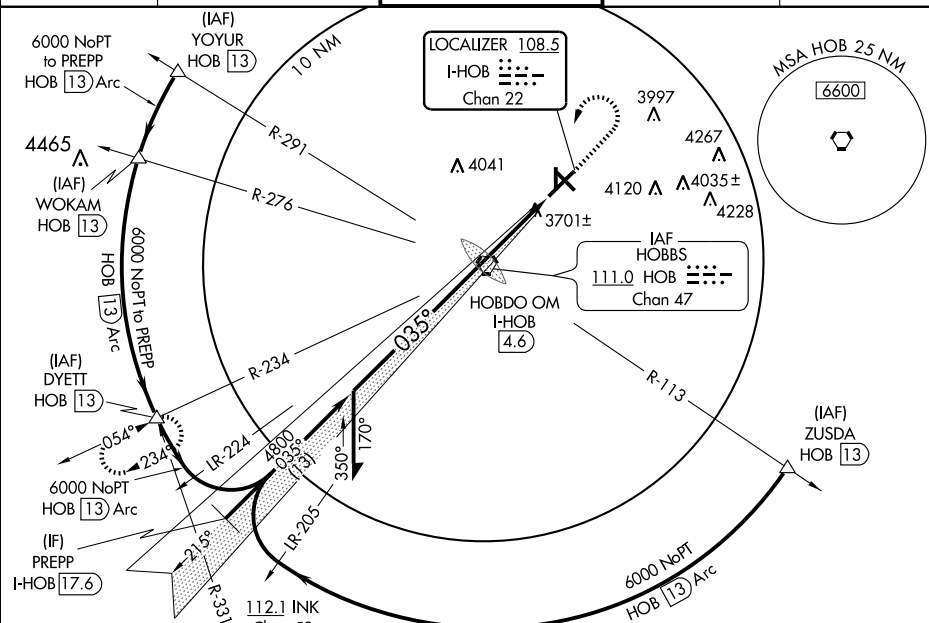 (IAF)
YOYUR
HOB 13
6000 NoPT
to PREPP
HOB 13 Arc
10 NM
LOCALIZER 108.5
I-HOB
Chan 22
MSA HOB 25 NM
6600
3997
4267
4465
4041
4120
4035±
4228
3701±
R-291
R-276
(IAF)
WOKAM
HOB 13
IAF
HOBBS
111.0 HOB
Chan 47
HOBDO OM
I-HOB
4.6
6000 NoPT to PREPP
HOB 13 Arc
035°
R-234
R-113
(IAF)
DYETT
HOB 13
(IAF)
ZUSDA
HOB 13
054°
234°
LR-224
4800
035°
(13)
350°
170°
6000 NoPT
HOB 13 Arc
LR-205
(IF)
PREPP
I-HOB 17.6
215°
R-331
112.1 INK
6000 NoPT
HOB 13 Arc